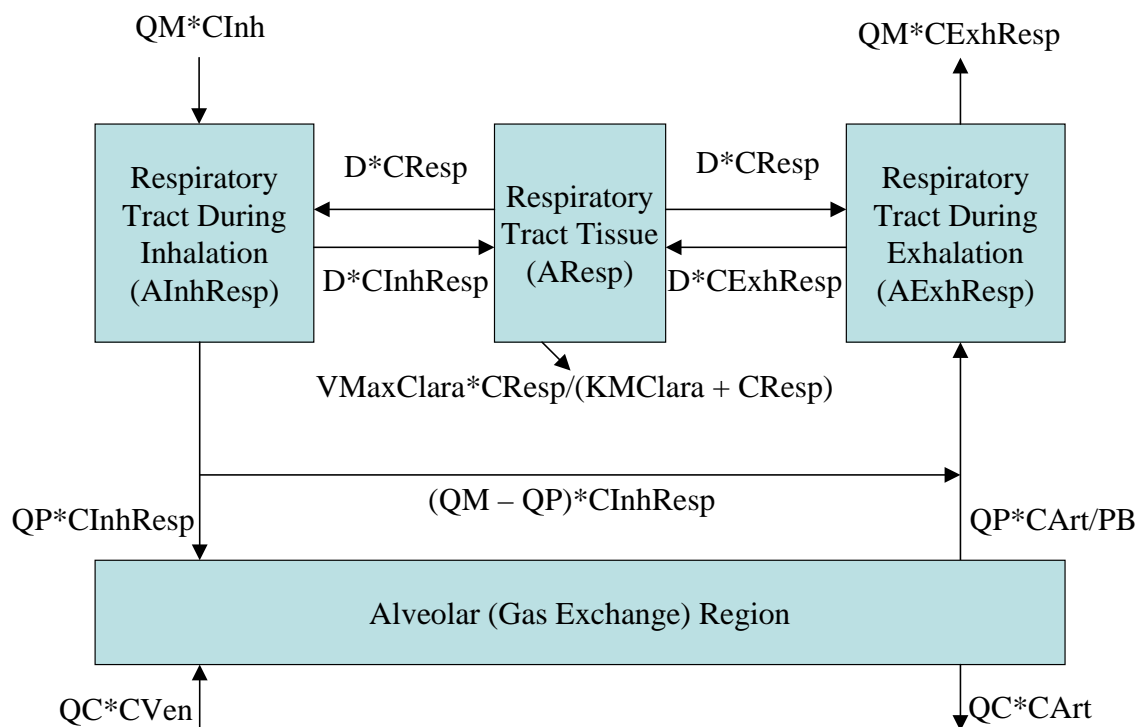 QM*CInh
QM*CExhResp
Respiratory
Tract During
Inhalation
(AInhResp)
D*CResp
D*CInhResp
Respiratory
Tract Tissue
(AResp)
D*CResp
D*CExhResp
Respiratory
Tract During
Exhalation
(AExhResp)
VMaxClara*CResp/(KMClara + CResp)
(QM – QP)*CInhResp
QP*CInhResp
QP*CArt/PB
Alveolar (Gas Exchange) Region
QC*CVen
QC*CArt